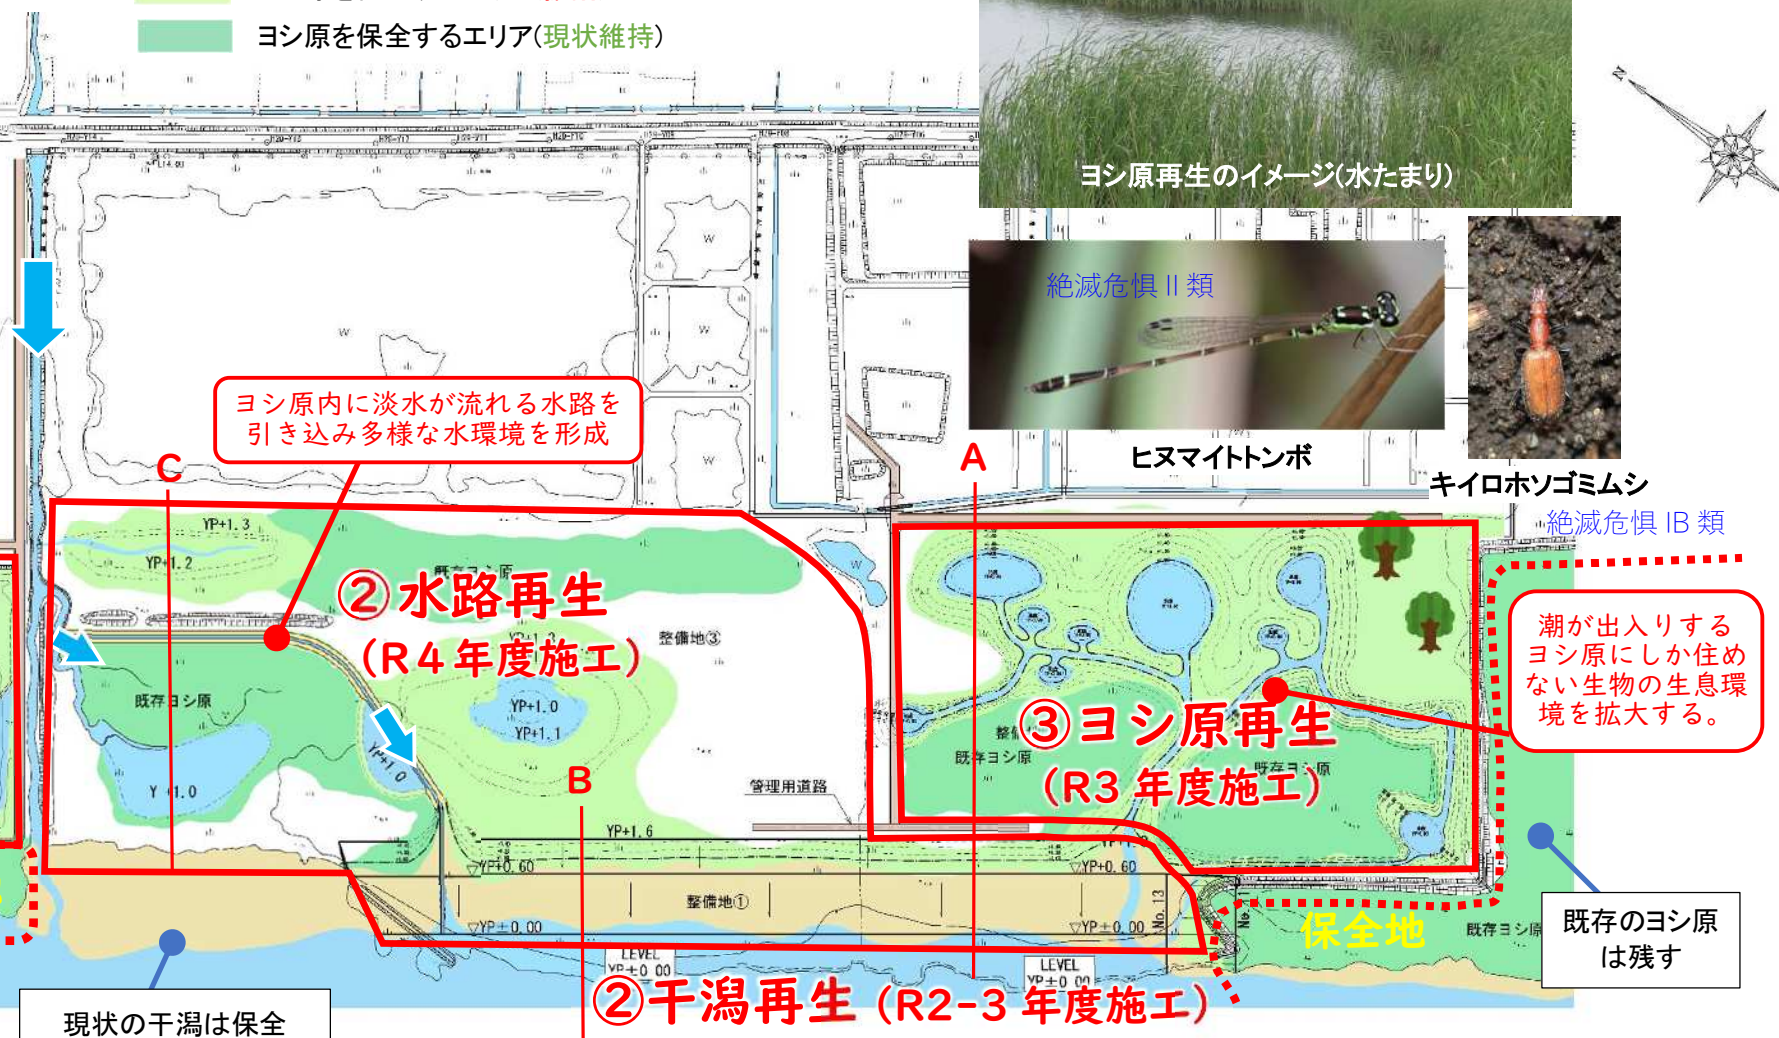 ヨシ原を保全するエリア(現状維持)
ヨシ原再生のイメージ(水たまり)
N
絶滅危惧Ⅱ類
ヒヌマイトトンボ
キイロホソゴミムシ
絶滅危惧 IB 類
ヨシ原内に淡水が流れる水路を
引き込み多様な水環境を形成
W
W
W
W
W
C
A
B
YP+1.3
YP+1.2
既存ヨシ原
②水路再生
(R4年度施工)
整備地③
既存ヨシ原
YP+1.0
YP+1.1
YP+1.0
管理用道路
YP+1.6
③ヨシ原再生
(R3 年度施工)
既存ヨシ原
既存ヨシ原
潮が出入りする
ヨシ原にしか住め
ない生物の生息環
境を拡大する。
▽YP+0.60
▽YP+0.60
整備地①
▽YP±0.00
▽YP±0.00
No.13
LEVEL
YP±0.00
LEVEL
YP±0.00
②干潟再生 (R2-3 年度施工)
保全地
既存ヨシ原
既存のヨシ原
は残す
現状の干潟は保全